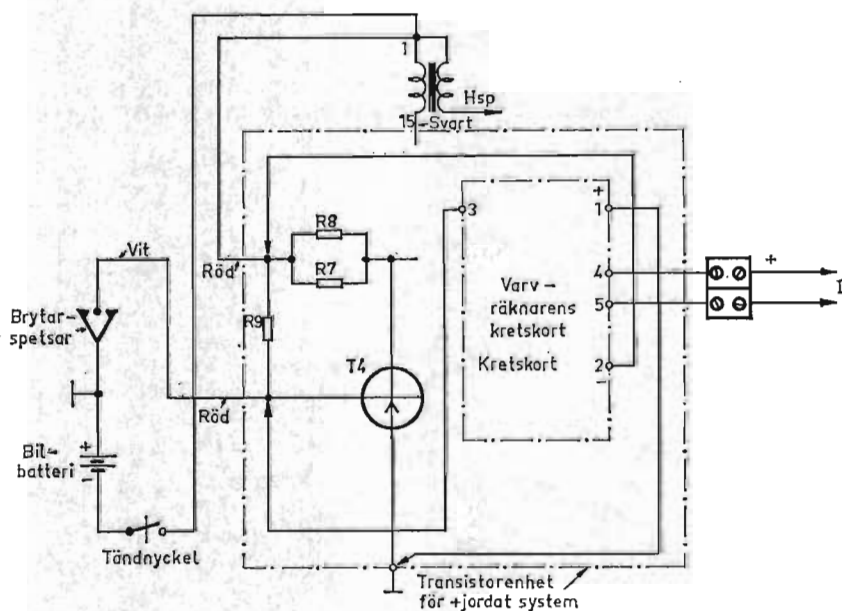 1
Hsp
15
Svart
+
3
1
R8
Vit
Röd
R7
4
+
I
Varv-
räknarens
kretskort
5
Brytar-
spetsar
R9
T4
Kretskort
2
-
Röd
+
Bil-
batteri
-
Tändnyckel
Transistorenhet
för +jordat system